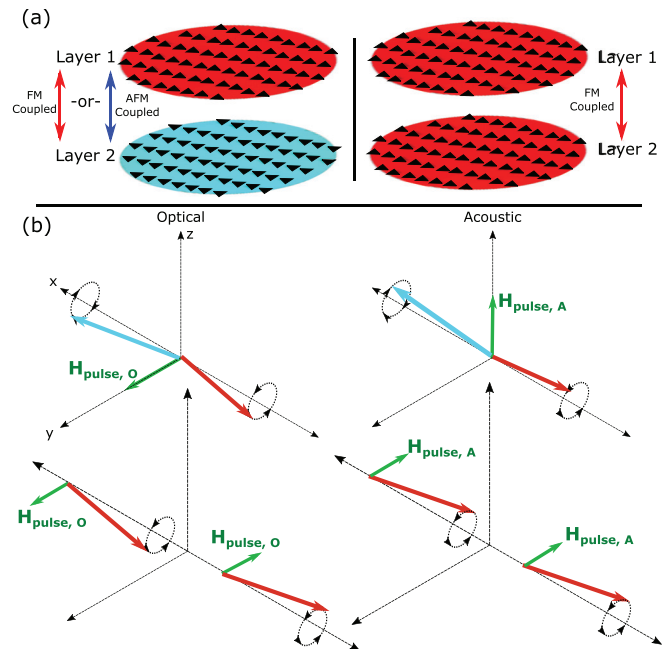 (a)
Layer 1
FM
Coupled
-or-
AFM
Coupled
Layer 2
Layer 1
FM
Coupled
Layer 2
(b)
Optical
Acoustic
z
x
y
H pulse, O
H pulse, A
H pulse, O
H pulse, O
H pulse, A
H pulse, A